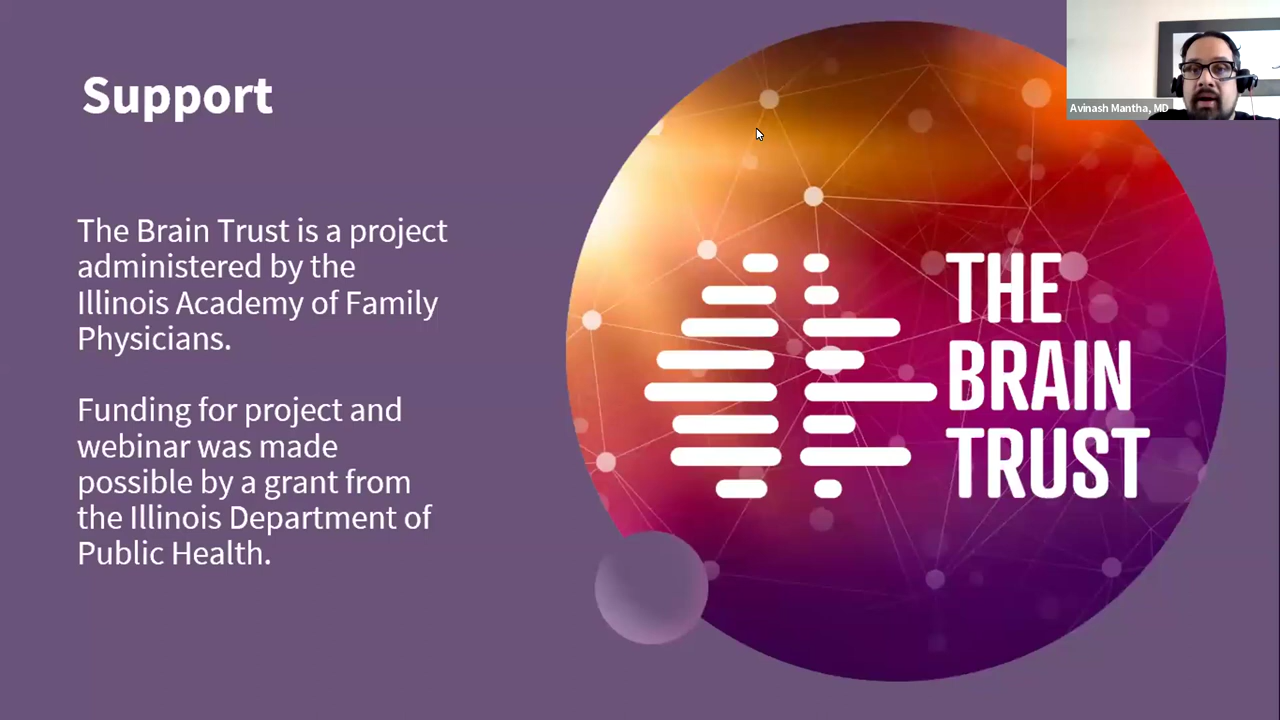 Support
The Brain Trust is a project
administered by the
Illinois Academy of Family
Physicians.
Funding for project and
webinar was made
possible by a grant from
the Illinois Department of
Public Health.
THE
BRAIN
TRUST
Avinash Mantha, MD